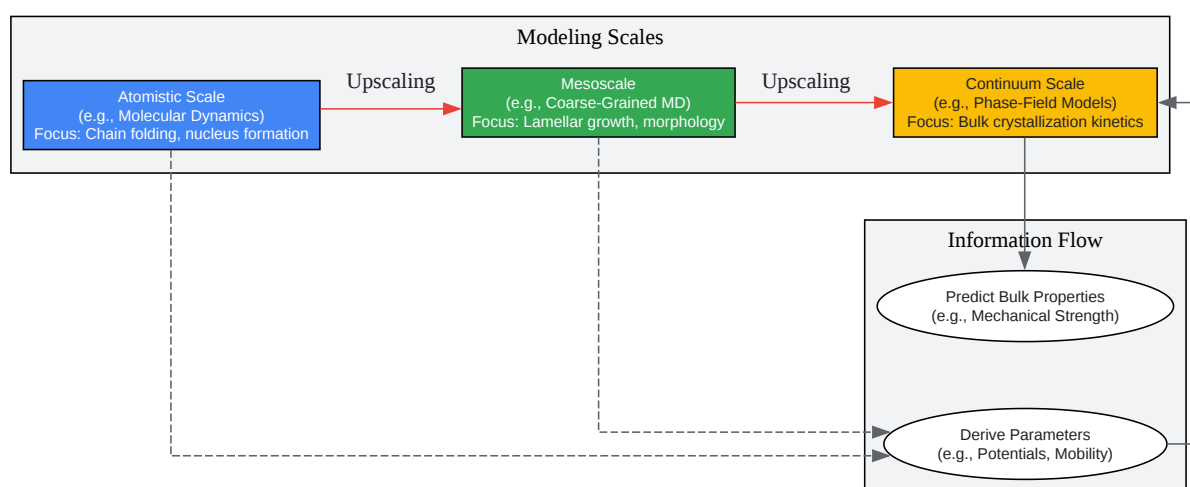 Modeling Scales
Atomistic Scale
(e.g., Molecular Dynamics)
Focus: Chain folding, nucleus formation
Upscaling
Mesoscale
(e.g., Coarse-Grained MD)
Focus: Lamellar growth, morphology
Upscaling
Continuum Scale
(e.g., Phase-Field Models)
Focus: Bulk crystallization kinetics
Information Flow
Predict Bulk Properties
(e.g., Mechanical Strength)
Derive Parameters
(e.g., Potentials, Mobility)